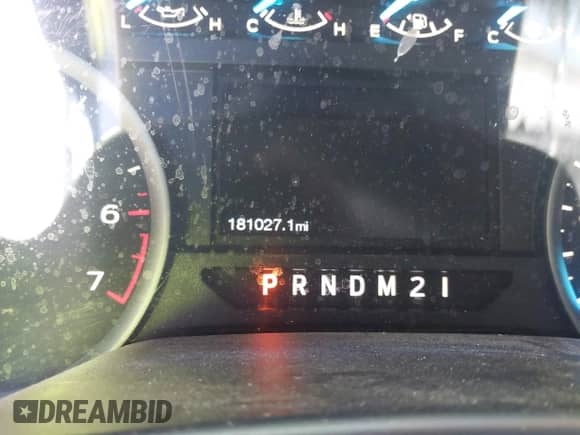 L H C H E F C
6
7
181027.1mi
P R N D M 2 1
DREAMBID